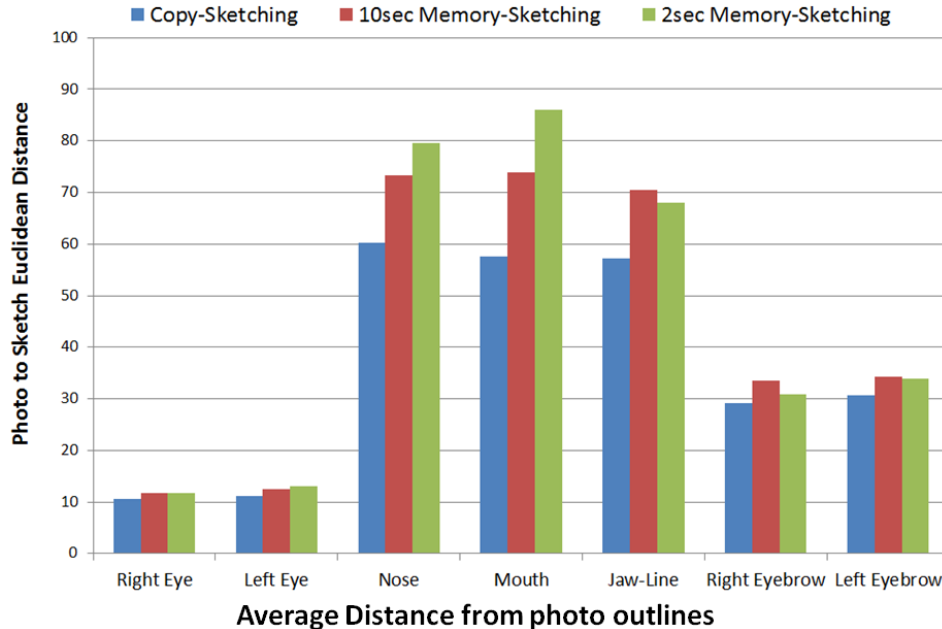 Copy-Sketching 10sec Memory-Sketching 2sec Memory-Sketching
100
90
80
70
60
50
40
30
20
10
0
Photo to Sketch Euclidean Distance
Right Eye Left Eye Nose Mouth Jaw-Line Right Eyebrow Left Eyebrow
Average Distance from photo outlines